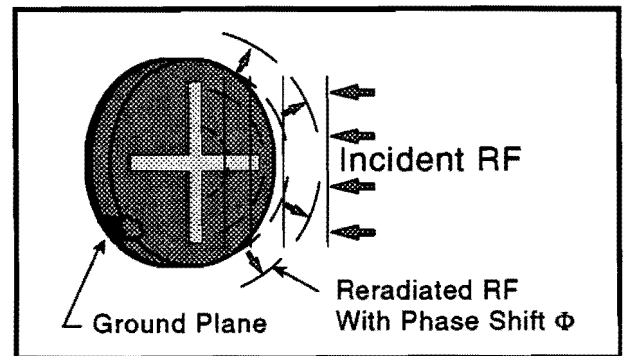 Incident RF
Reradiated RF
With Phase Shift Φ
Ground Plane